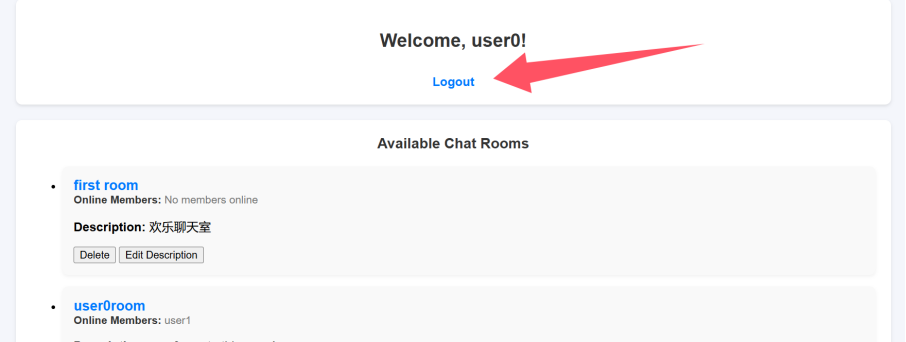 Welcome, user0!
Logout
Available Chat Rooms
first room
Online Members: No members online
Description: 欢乐聊天室
Delete Edit Description
user0room
Online Members: user1